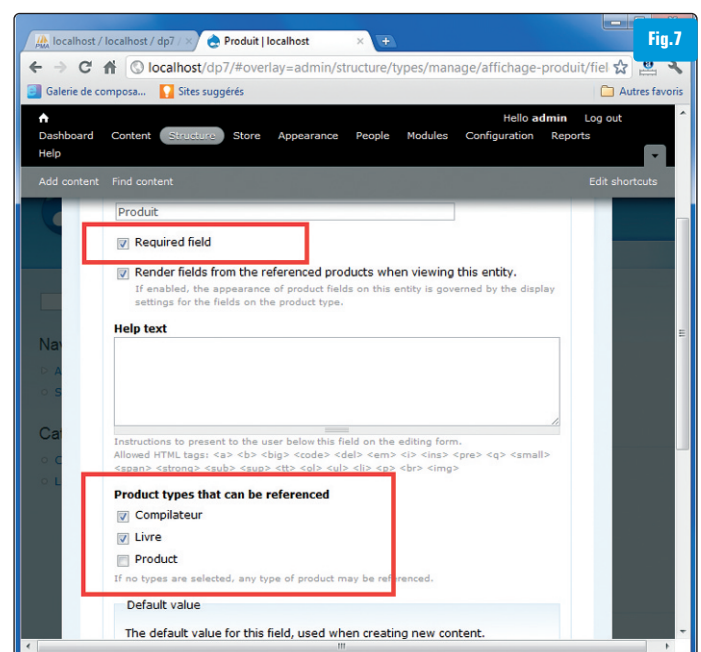 Fig.7
localhost / localhost / dp7 /
Produit | localhost
localhost/dp7/#overlay=admin/structure/types/manage/affichage-produit/fiel
Galerie de composa... Sites suggérés Autres favoris
Hello admin Log out
Dashboard Content Structure Store Appearance People Modules Configuration Reports
Help
Add content Find content Edit shortcuts
Produit
Required field
Render fields from the referenced products when viewing this entity.
If enabled, the appearance of product fields on this entity is governed by the display
settings for the fields on the product type.
Help text
Instructions to present to the user below this field on the editing form.
Allowed HTML tags: <a> <b> <big> <code> <del> <em> <i> <ins> <pre> <q> <small>
<span> <strong> <sub> <sup> <tt> <ol> <ul> <li> <p> <br> <img>
Product types that can be referenced
Compilateur
Livre
Product
If no types are selected, any type of product may be referenced.
Default value
The default value for this field, used when creating new content.